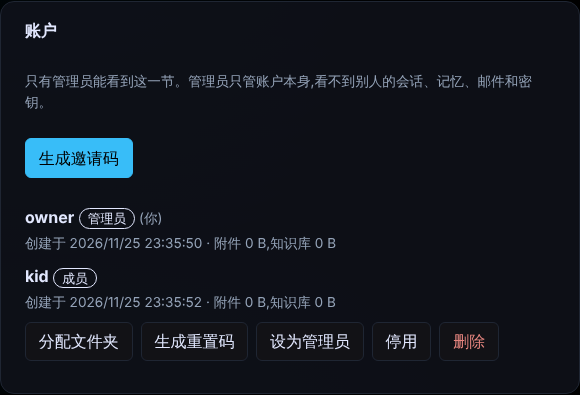 账户
只有管理员能看到这一节。管理员只管账户本身,看不到别人的会话、记忆、邮件和密
钥。
生成邀请码
owner 管理员 (你)
创建于 2026/11/25 23:35:50 · 附件 0 B,知识库 0 B
kid 成员
创建于 2026/11/25 23:35:52 · 附件 0 B,知识库 0 B
分配文件夹 生成重置码 设为管理员 停用 删除